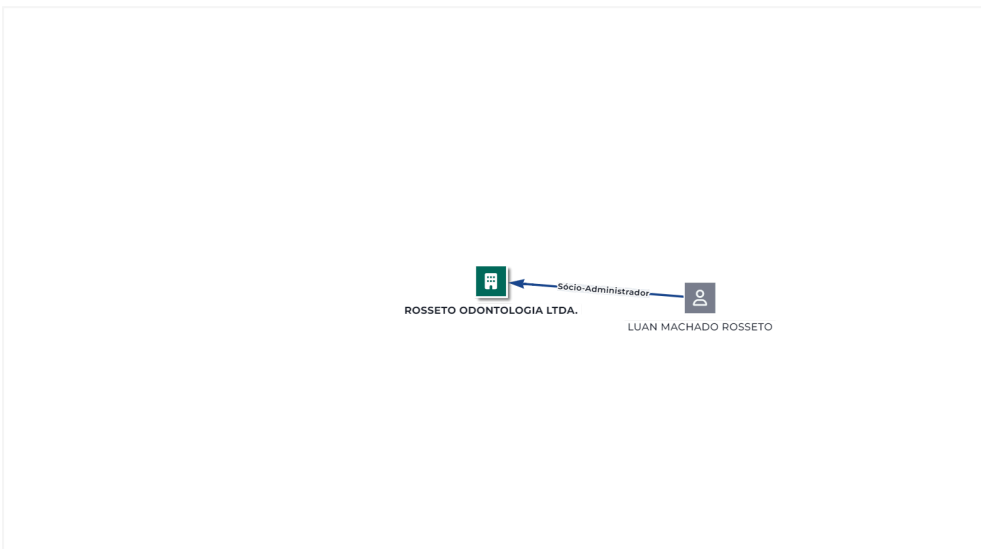 Sócio-Administrador
ROSSETO ODONTOLOGIA LTDA.
LUAN MACHADO ROSSETO